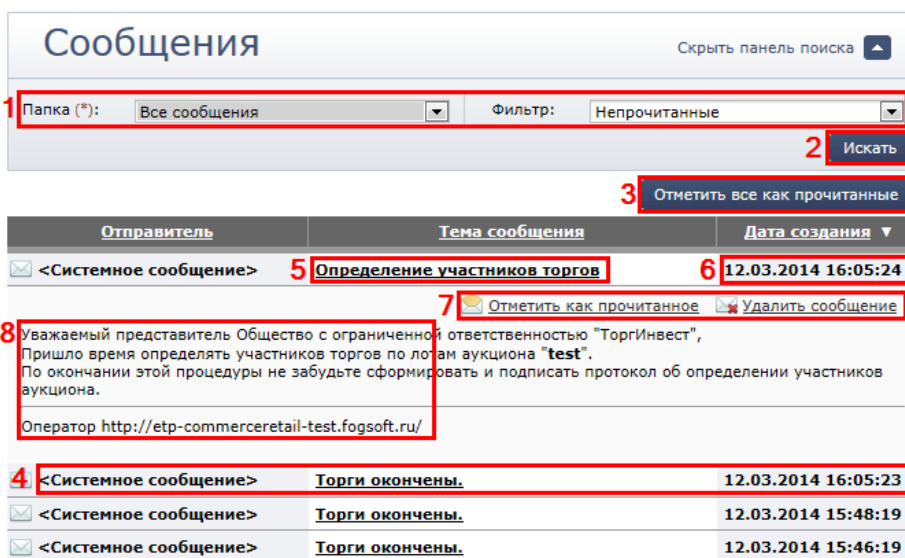 Сообщения
Скрыть панель поиска
1 Папка (*): Все сообщения Фильтр: Непрочитанные
2 Искать
3 Отметить все как прочитанные
Отправитель Тема сообщения Дата создания ▼
<Системное сообщение> 5 Определение участников торгов 6 12.03.2014 16:05:24
7 Отметить как прочитанное Удалить сообщение
8 Уважаемый представитель Общество с ограниченной ответственностью "ТоргИнвест",
Пришло время определять участников торгов по лотам аукциона "test".
По окончании этой процедуры не забудьте сформировать и подписать протокол об определении участников
аукциона.
Оператор http://etp-commerceretail-test.fogsoft.ru/
4 <Системное сообщение> Торги окончены. 12.03.2014 16:05:23
<Системное сообщение> Торги окончены. 12.03.2014 15:48:19
<Системное сообщение> Торги окончены. 12.03.2014 15:46:19